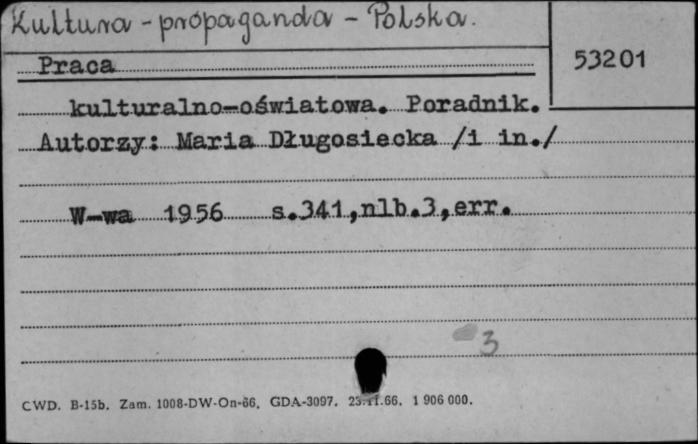 Kultura - propaganda - Polska.
53201
Praca
kulturalno-oświatowa. Poradnik.
Autorzy: Maria Długosiecka /i in./
W-wa 1956 s.341,nlb.3,err.
3
CWD. B-15b. Zam. 1008-DW-On-66. GDA-3097. 23.11.66. 1 906 000.